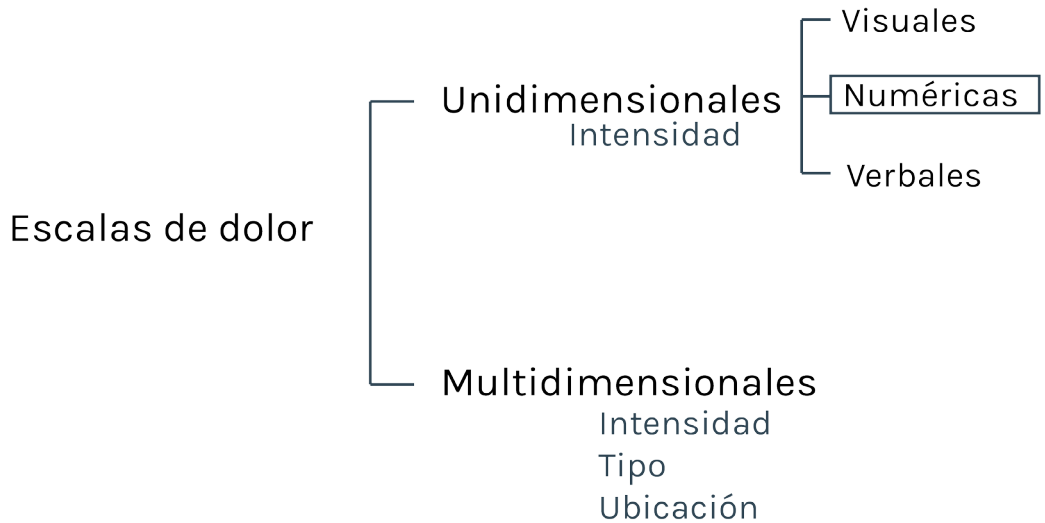 Visuales
Unidimensionales
Numéricas
Intensidad
Verbales
Escalas de dolor
Multidimensionales
Intensidad
Tipo
Ubicación